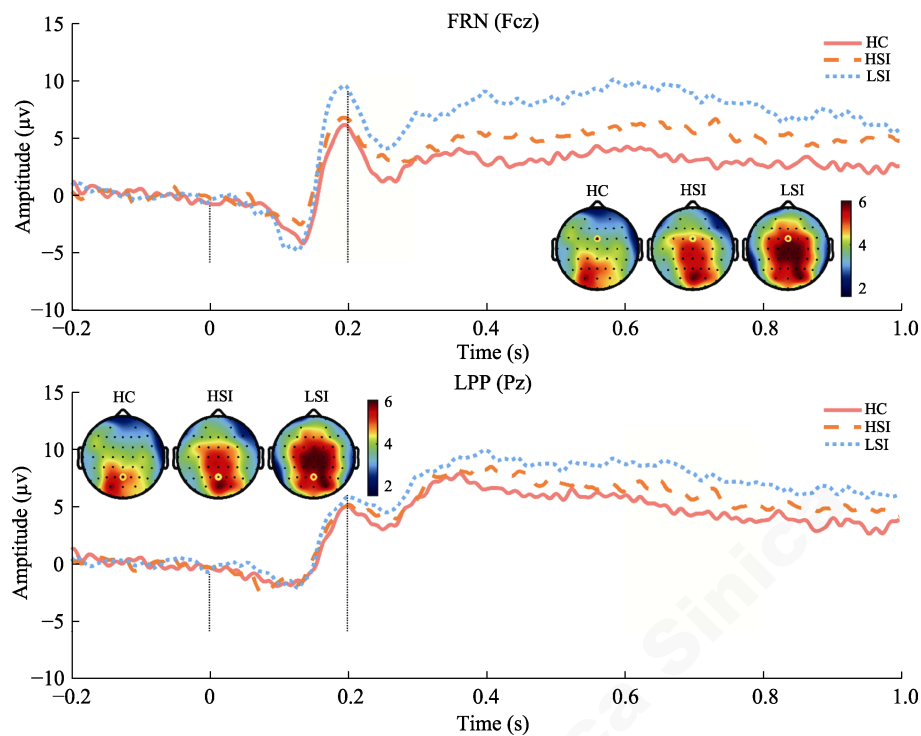 FRN (Fcz)
15
10
5
0
−5
−10
Amptitude (μv)
HC
HSI
LSI
HC HSI LSI
6
4
2
−0.2 0 0.2 0.4 0.6 0.8 1.0
Time (s)
LPP (Pz)
15
10
5
0
−5
−10
Amptitude (μv)
HC HSI LSI
6
4
2
HC
HSI
LSI
−0.2 0 0.2 0.4 0.6 0.8 1.0
Time (s)
ca Sinica